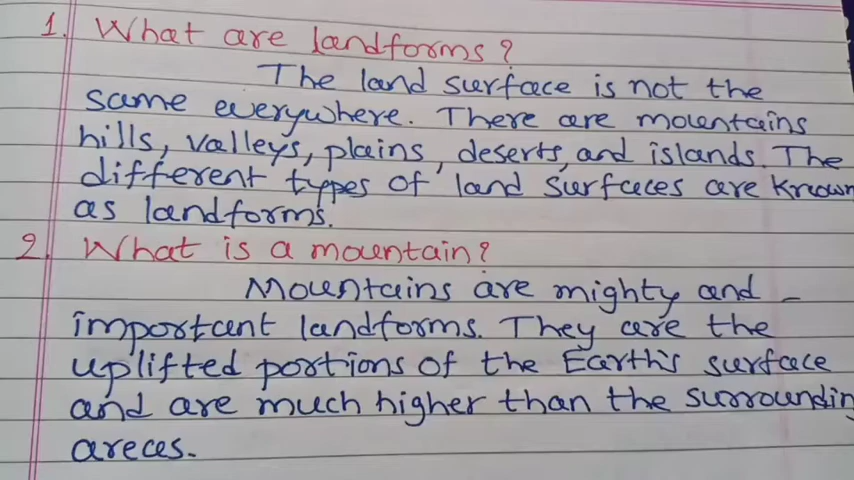 1. What are landforms?
The land surface is not the
same everywhere. There are mountains
hills, valleys, plains, deserts, and islands. The
different types of land surfaces are known
as landforms.
2. What is a mountain?
Mountains are mighty and
important landforms. They are the
uplifted portions of the Earth's surface
and are much higher than the surrounding
areas.